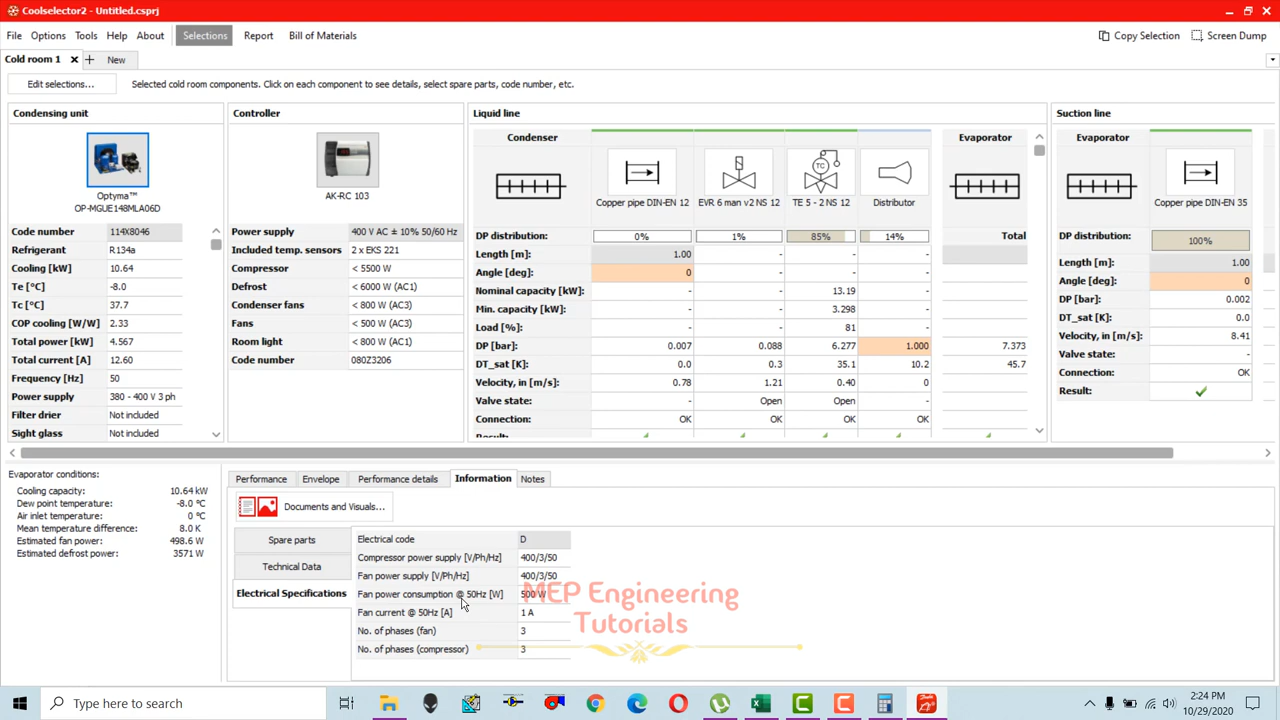 Coolselector2 - Untitled.csprj
File Options Tools Help About Selections Report Bill of Materials Copy Selection Screen Dump
Cold room 1 New
Edit selections... Selected cold room components. Click on each component to see details, select spare parts, code number, etc.
Condensing unit
Optyma™
OP-MGUE148MLA06D
Code number 114X8046
Refrigerant R134a
Cooling [kW] 10.64
Te [°C] -8.0
Tc [°C] 37.7
COP cooling [W/W] 2.33
Total power [kW] 4.567
Total current [A] 12.60
Frequency [Hz] 50
Power supply 380 - 400 V 3 ph
Filter drier Not included
Sight glass Not included
Controller
AK-RC 103
Power supply 400 V AC ± 10% 50/60 Hz
Included temp. sensors 2 x EKS 221
Compressor < 5500 W
Defrost < 6000 W (AC1)
Condenser fans < 800 W (AC3)
Fans < 500 W (AC3)
Room light < 800 W (AC1)
Code number 080Z3206
Liquid line
Condenser Evaporator
TC
Copper pipe DIN-EN 12 EVR 6 man v2 NS 12 TE 5 - 2 NS 12 Distributor
DP distribution: 0% 1% 85% 14% Total
Length [m]: 1.00 - - -
Angle [deg]: 0 - - -
Nominal capacity [kW]: - - 13.19 -
Min. capacity [kW]: - - 3.298 -
Load [%]: - - 81 -
DP [bar]: 0.007 0.088 6.277 1.000 7.373
DT_sat [K]: 0.0 0.3 35.1 10.2 45.7
Velocity, in [m/s]: 0.78 1.21 0.40 0
Valve state: - Open Open -
Connection: OK OK OK OK
Result:
Suction line
Evaporator
Copper pipe DIN-EN 35
DP distribution: 100%
Length [m]: 1.00
Angle [deg]: 0
DP [bar]: 0.002
DT_sat [K]: 0.0
Velocity, in [m/s]: 8.41
Valve state: -
Connection: OK
Result:
Evaporator conditions:
Cooling capacity: 10.64 kW
Dew point temperature: -8.0 °C
Air inlet temperature: 0 °C
Mean temperature difference: 8.0 K
Estimated fan power: 498.6 W
Estimated defrost power: 3571 W
Performance Envelope Performance details Information Notes
Documents and Visuals...
Spare parts
Technical Data
Electrical Specifications
Electrical code D
Compressor power supply [V/Ph/Hz] 400/3/50
Fan power supply [V/Ph/Hz] 400/3/50
Fan power consumption @ 50Hz [W] 500 W
Fan current @ 50Hz [A] 1 A
No. of phases (fan) 3
No. of phases (compressor) 3
MEP Engineering
Tutorials
Type here to search
2:24 PM
10/29/2020